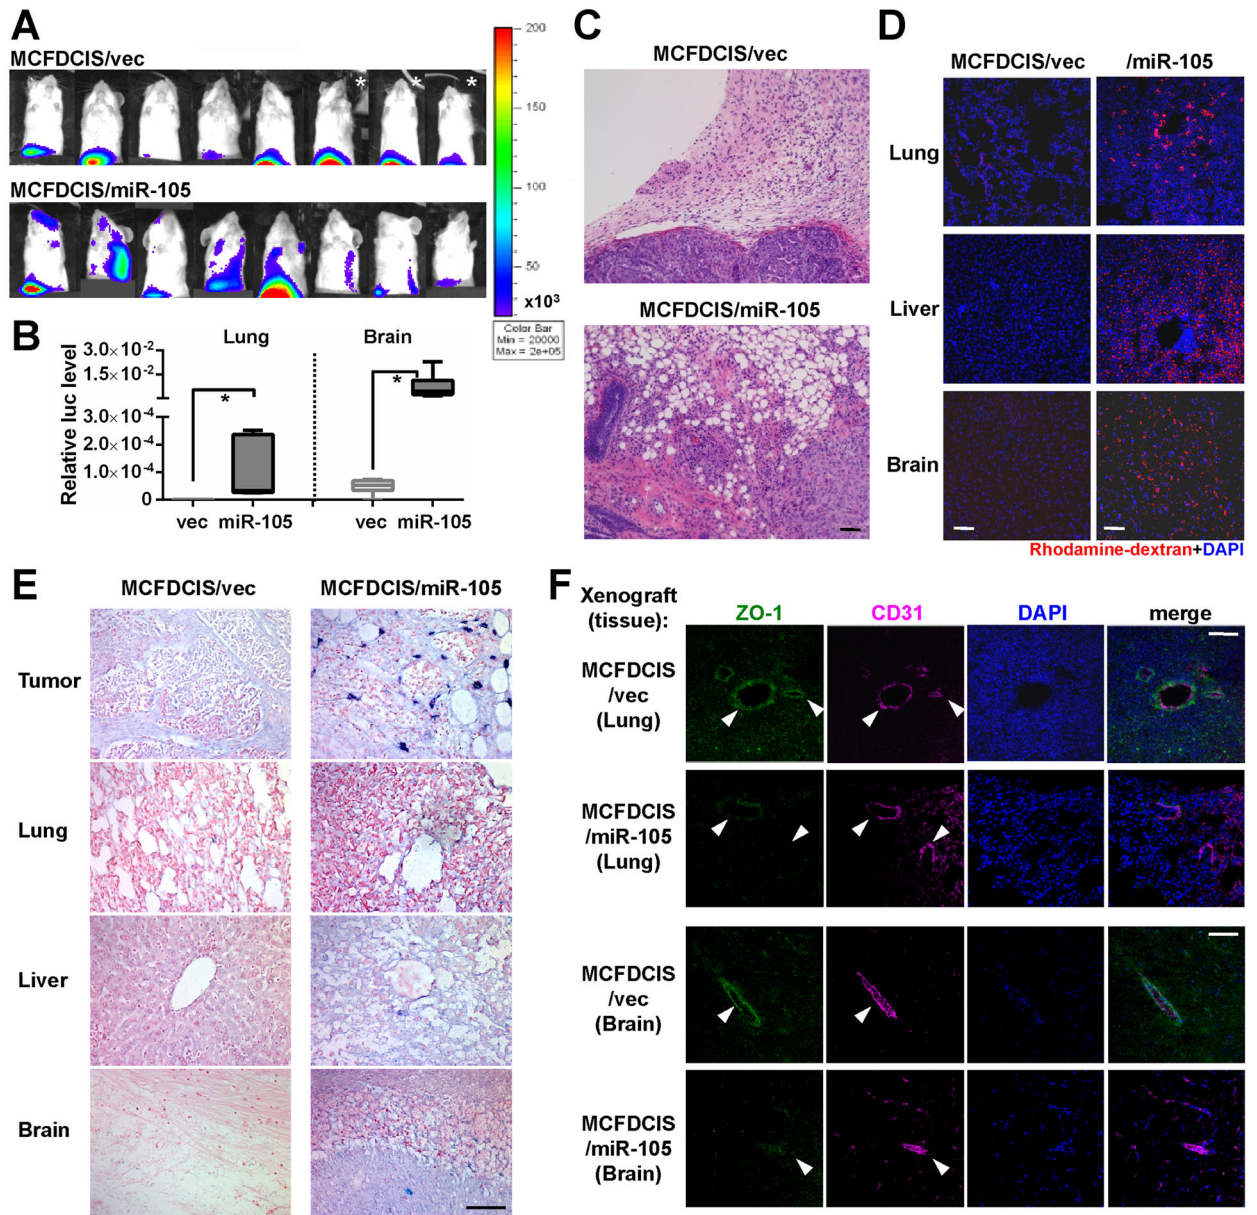 A
MCFDCIS/vec
* * *
MCFDCIS/miR-105
200
150
100
50
x10³
Color Bar
Min = 20000
Max = 2e+05
B
Lung Brain
Relative luc level
3.0×10⁻²
1.5×10⁻²
3.0×10⁻⁴
2.0×10⁻⁴
1.0×10⁻⁴
0
* *
vec miR-105 vec miR-105
C
MCFDCIS/vec
MCFDCIS/miR-105
D
MCFDCIS/vec /miR-105
Lung
Liver
Brain
Rhodamine-dextran+DAPI
E
MCFDCIS/vec MCFDCIS/miR-105
Tumor
Lung
Liver
Brain
F
Xenograft
(tissue):
ZO-1 CD31 DAPI merge
MCFDCIS
/vec
(Lung)
MCFDCIS
/miR-105
(Lung)
MCFDCIS
/vec
(Brain)
MCFDCIS
/miR-105
(Brain)